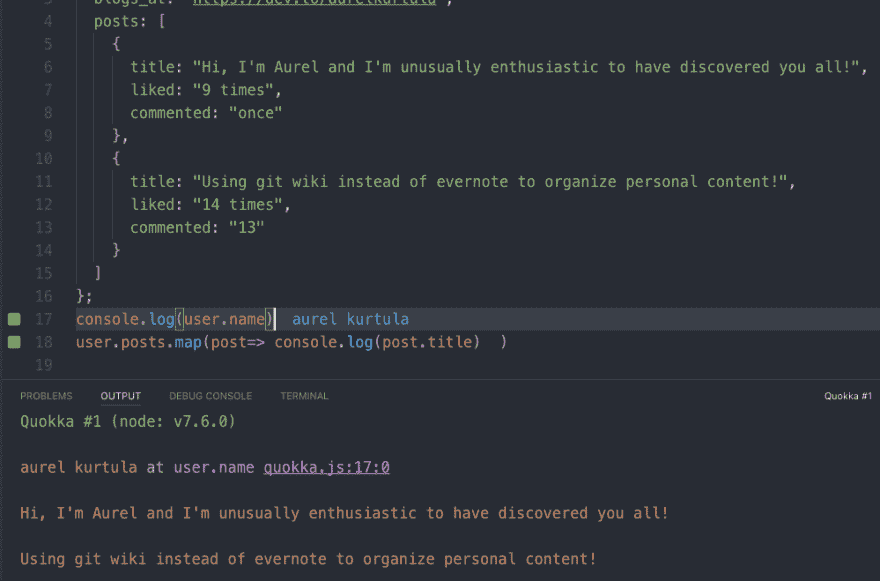 3 blogs_at: "https://dev.to/aurelkurtula",
4 posts: [
5 {
6 title: "Hi, I'm Aurel and I'm unusually enthusiastic to have discovered you all!",
7 liked: "9 times",
8 commented: "once"
9 },
10 {
11 title: "Using git wiki instead of evernote to organize personal content!",
12 liked: "14 times",
13 commented: "13"
14 }
15 ]
16 };
17 console.log(user.name) aurel kurtula
18 user.posts.map(post=> console.log(post.title) )
19
PROBLEMS OUTPUT DEBUG CONSOLE TERMINAL Quokka #1
Quokka #1 (node: v7.6.0)
aurel kurtula at user.name quokka.js:17:0
Hi, I'm Aurel and I'm unusually enthusiastic to have discovered you all!
Using git wiki instead of evernote to organize personal content!